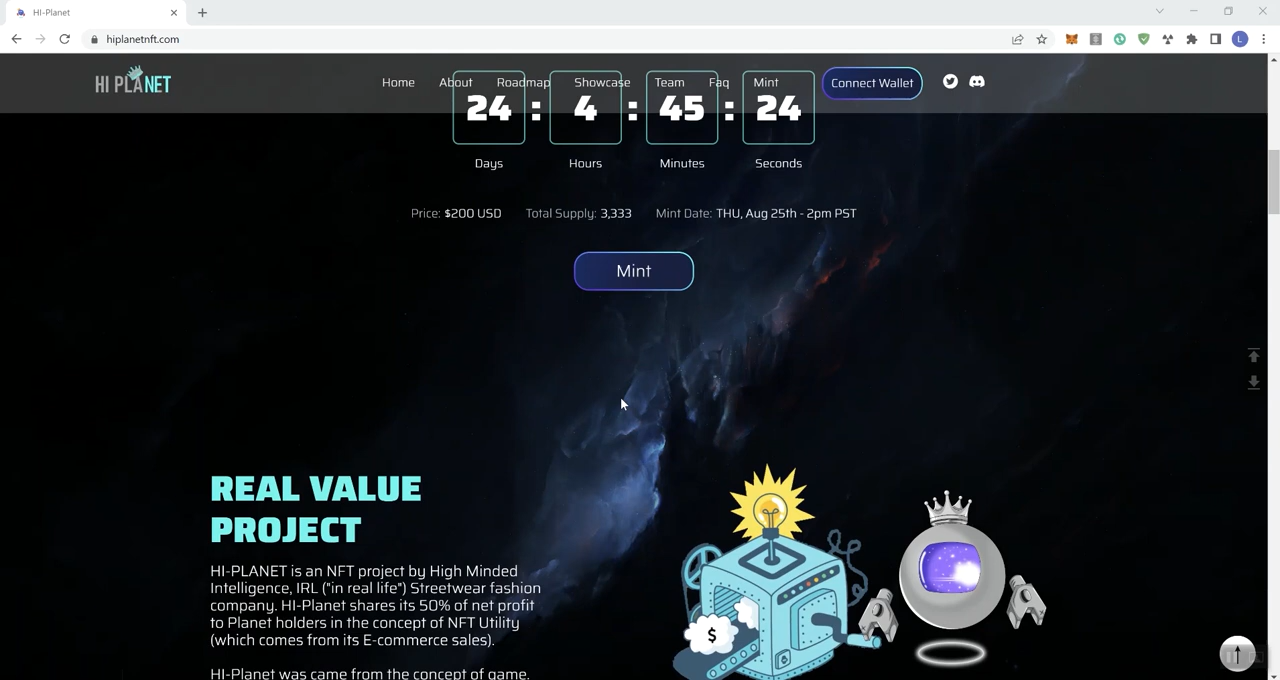 HI-Planet
hiplanetnft.com
L
HI PLANET
Home About Roadmap Showcase Team Faq Mint Connect Wallet
24 : 4 : 45 : 24
Days Hours Minutes Seconds
Price: $200 USD Total Supply: 3,333 Mint Date: THU, Aug 25th - 2pm PST
Mint
REAL VALUE
PROJECT
HI-PLANET is an NFT project by High Minded
Intelligence, IRL ("in real life") Streetwear fashion
company. HI-Planet shares its 50% of net profit
to Planet holders in the concept of NFT Utility
(which comes from its E-commerce sales).
HI-Planet was came from the concept of game.
$